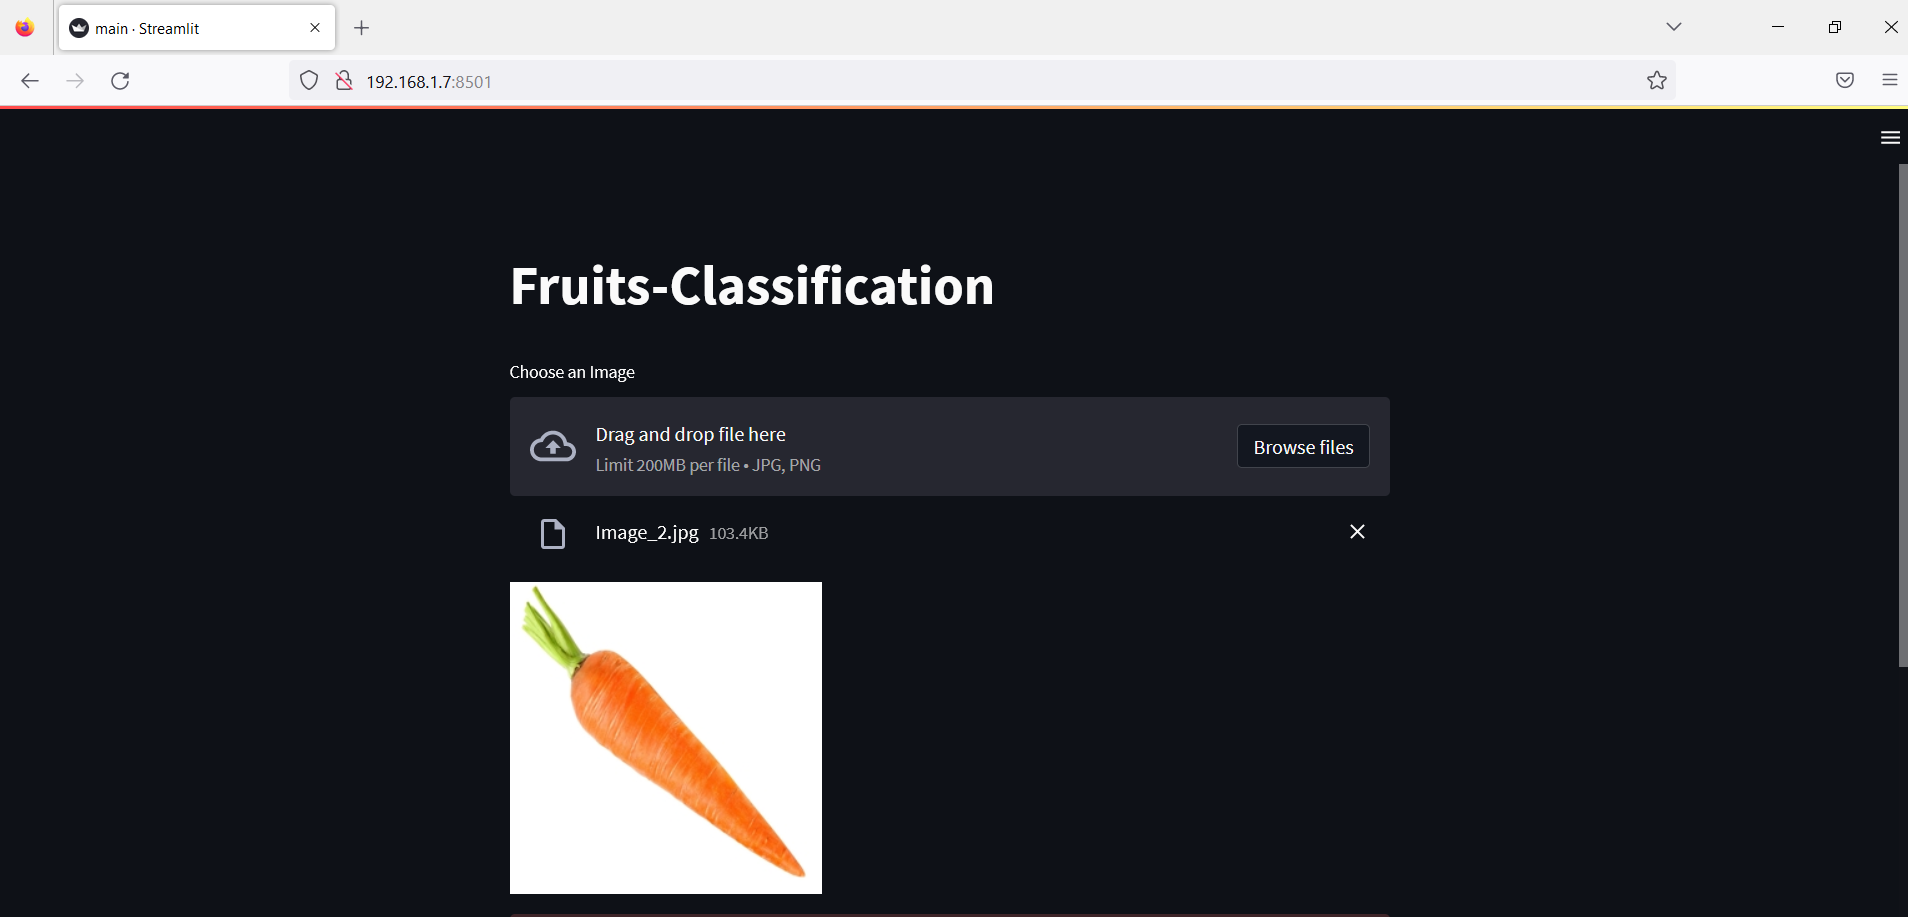 main · Streamlit
192.168.1.7:8501
Fruits-Classification
Choose an Image
Drag and drop file here
Limit 200MB per file • JPG, PNG
Browse files
Image_2.jpg 103.4KB